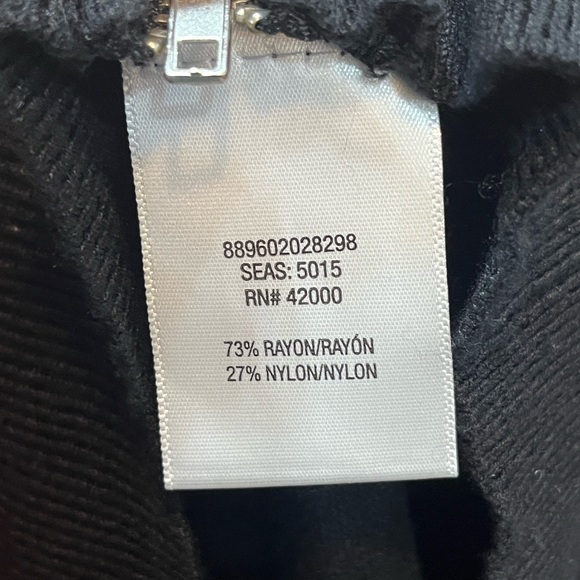 889602028298
SEAS: 5015
RN# 42000
73% RAYON/RAYÓN
27% NYLON/NYLON